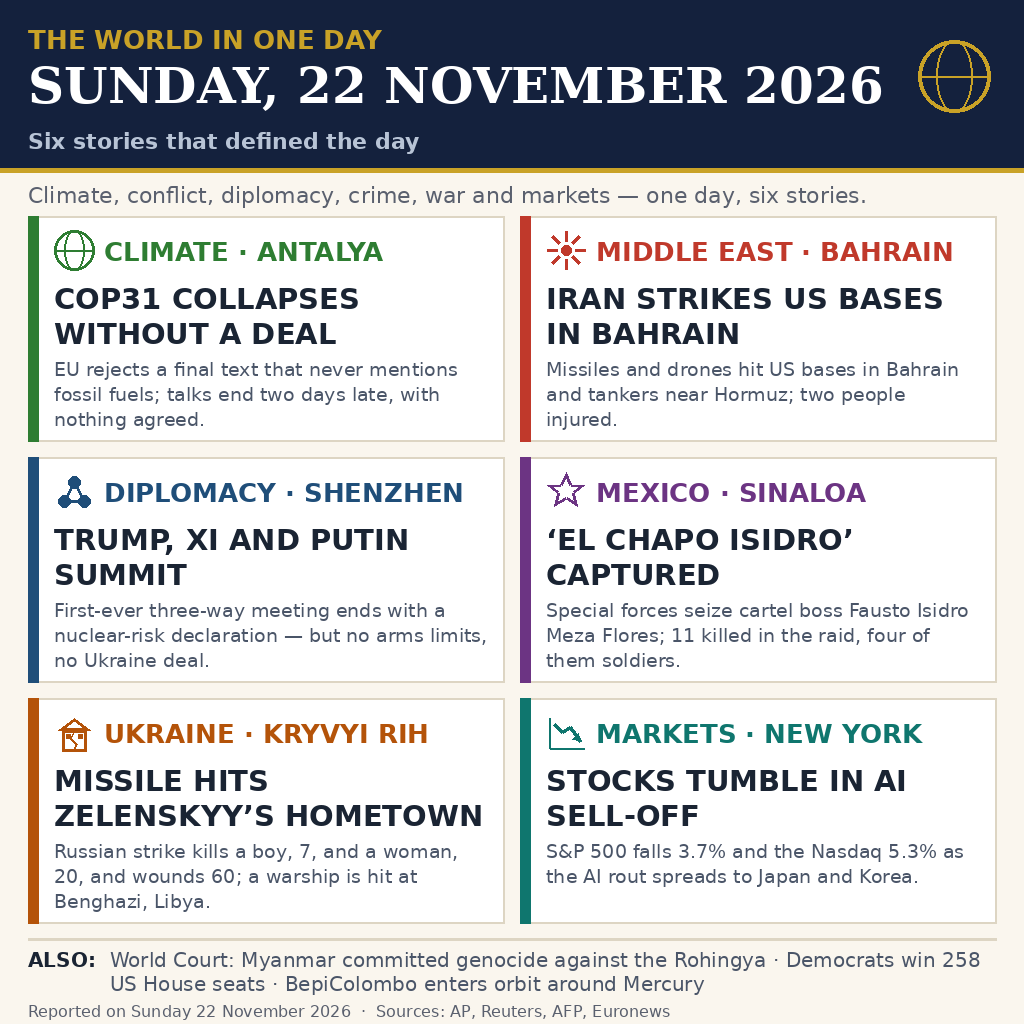 THE WORLD IN ONE DAY
SUNDAY, 22 NOVEMBER 2026
Six stories that defined the day
Climate, conflict, diplomacy, crime, war and markets — one day, six stories.
CLIMATE · ANTALYA
COP31 COLLAPSES
WITHOUT A DEAL
EU rejects a final text that never mentions
fossil fuels; talks end two days late, with
nothing agreed.
MIDDLE EAST · BAHRAIN
IRAN STRIKES US BASES
IN BAHRAIN
Missiles and drones hit US bases in Bahrain
and tankers near Hormuz; two people
injured.
DIPLOMACY · SHENZHEN
TRUMP, XI AND PUTIN
SUMMIT
First-ever three-way meeting ends with a
nuclear-risk declaration — but no arms limits,
no Ukraine deal.
MEXICO · SINALOA
‘EL CHAPO ISIDRO’
CAPTURED
Special forces seize cartel boss Fausto Isidro
Meza Flores; 11 killed in the raid, four of
them soldiers.
UKRAINE · KRYVYI RIH
MISSILE HITS
ZELENSKYY’S HOMETOWN
Russian strike kills a boy, 7, and a woman,
20, and wounds 60; a warship is hit at
Benghazi, Libya.
MARKETS · NEW YORK
STOCKS TUMBLE IN AI
SELL-OFF
S&P 500 falls 3.7% and the Nasdaq 5.3% as
the AI rout spreads to Japan and Korea.
ALSO: World Court: Myanmar committed genocide against the Rohingya · Democrats win 258
US House seats · BepiColombo enters orbit around Mercury
Reported on Sunday 22 November 2026 · Sources: AP, Reuters, AFP, Euronews